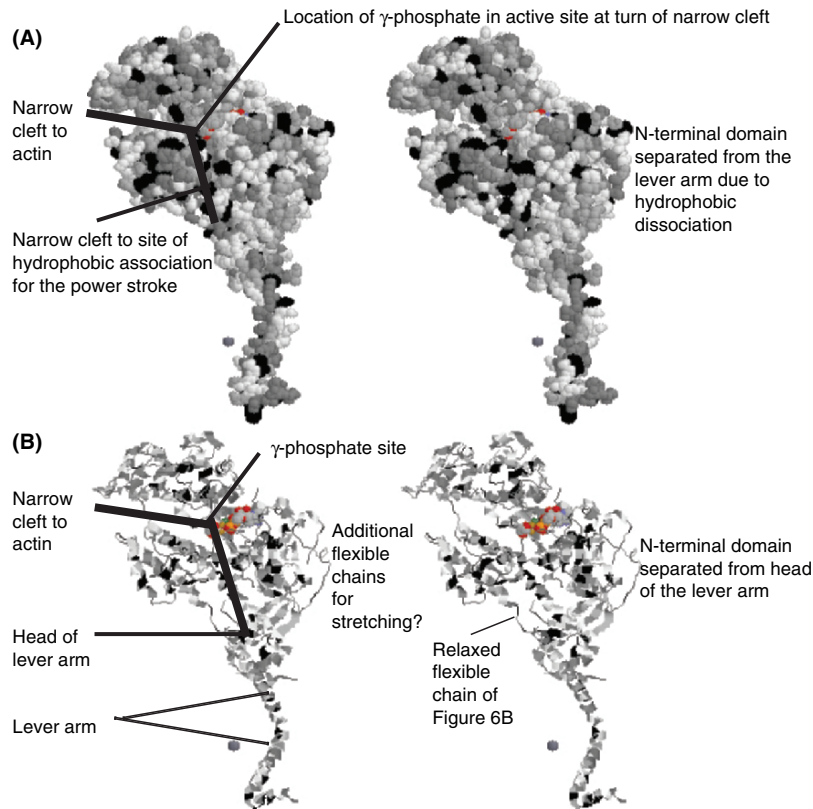 Location of γ-phosphate in active site at turn of narrow cleft
(A)
Narrow
cleft to
actin
N-terminal domain
separated from the
lever arm due to
hydrophobic
dissociation
Narrow cleft to site of
hydrophobic association
for the power stroke
(B)
γ-phosphate site
Narrow
cleft to
actin
Additional
flexible
chains
for
stretching?
N-terminal domain
separated from head
of the lever arm
Head of
lever arm
Relaxed
flexible
chain of
Figure 6B
Lever arm